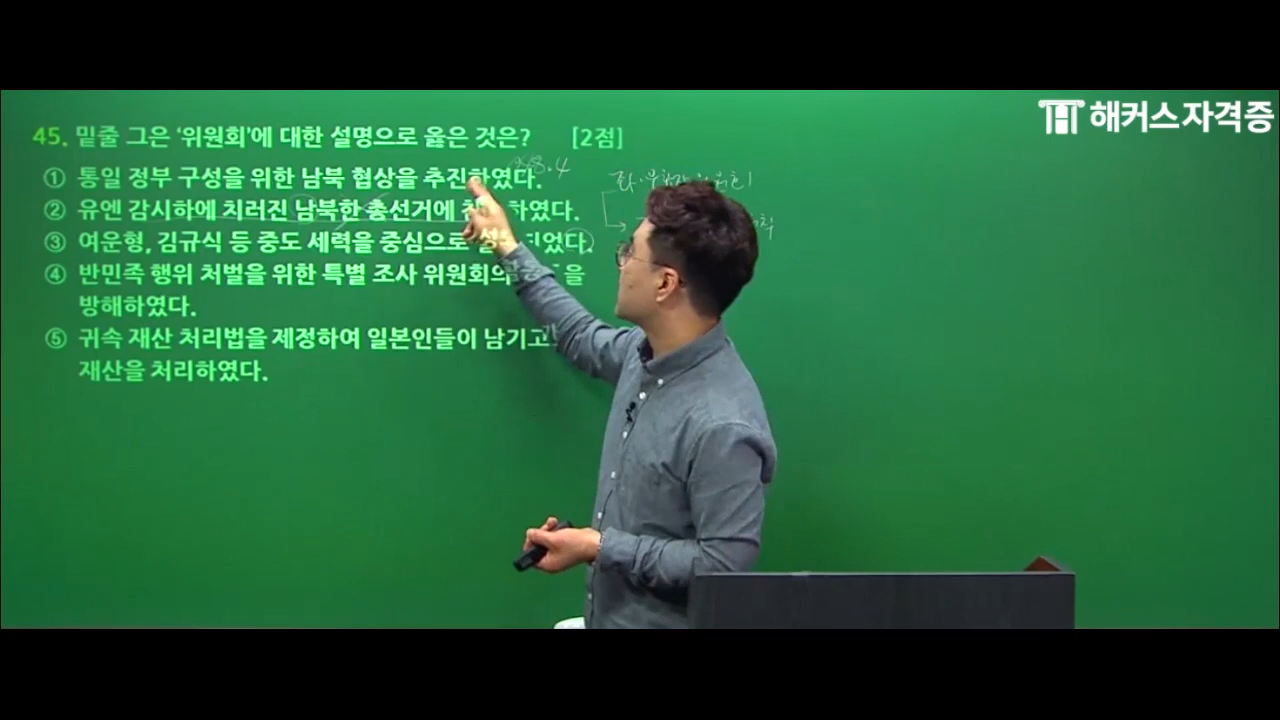 해커스자격증
45. 밑줄 그은 '위원회'에 대한 설명으로 옳은 것은? [2점]
① 통일 정부 구성을 위한 남북 협상을 추진하였다.
② 유엔 감시하에 치러진 남북한 총선거에 하였다.
③ 여운형, 김규식 등 중도 세력을 중심으로 되었다.
④ 반민족 행위 처벌을 위한 특별 조사 위원회의 을
방해하였다.
⑤ 귀속 재산 처리법을 제정하여 일본인들이 남기고
재산을 처리하였다.